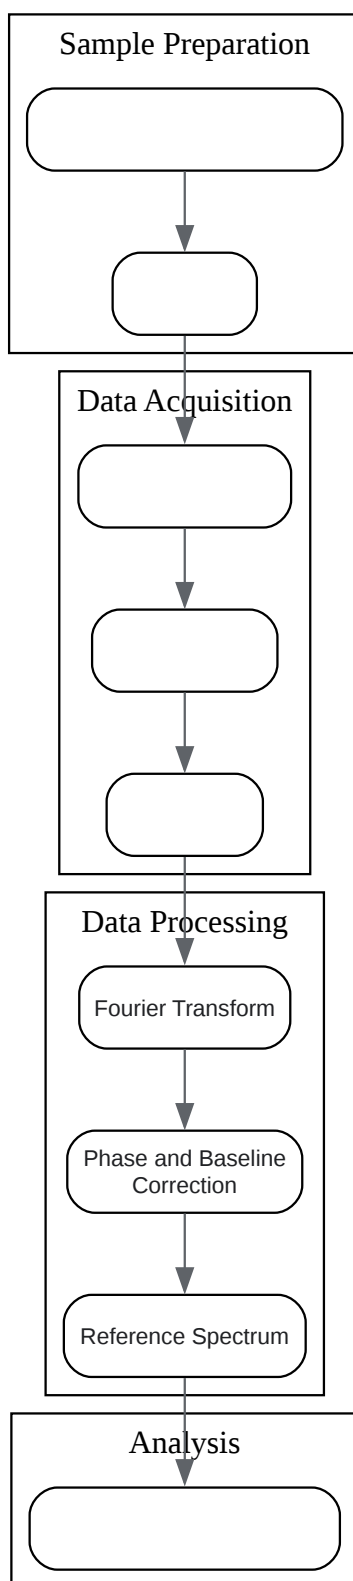 Sample Preparation
Data Acquisition
Data Processing
Fourier Transform
Phase and Baseline
Correction
Reference Spectrum
Analysis